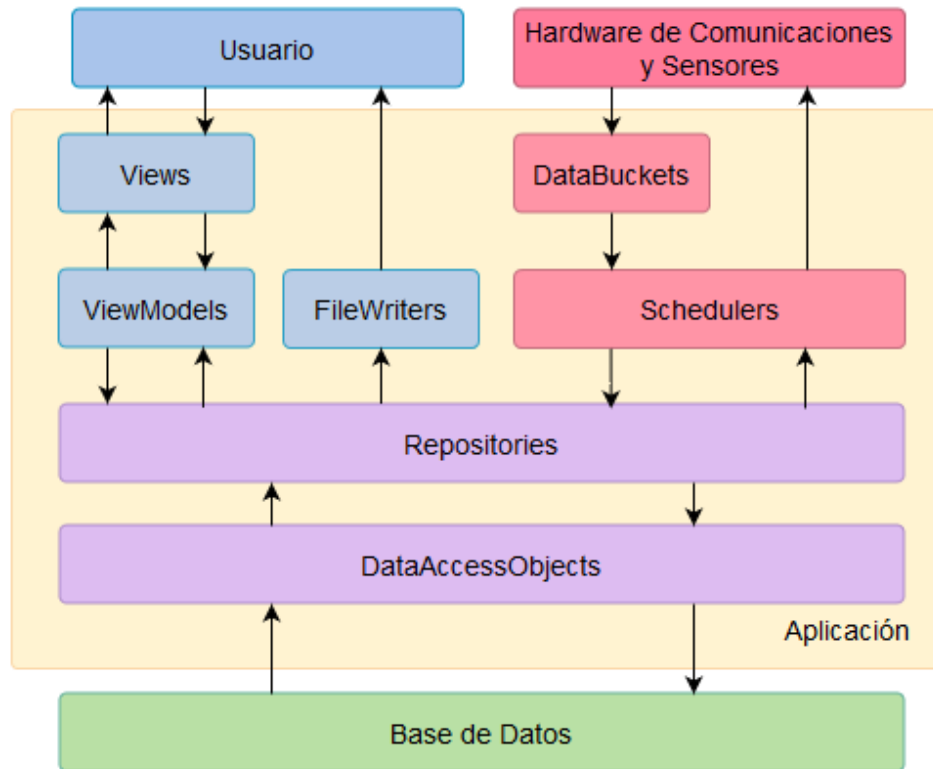 Usuario
Hardware de Comunicaciones
y Sensores
Views
DataBuckets
ViewModels
FileWriters
Schedulers
Repositories
DataAccessObjects
Aplicación
Base de Datos